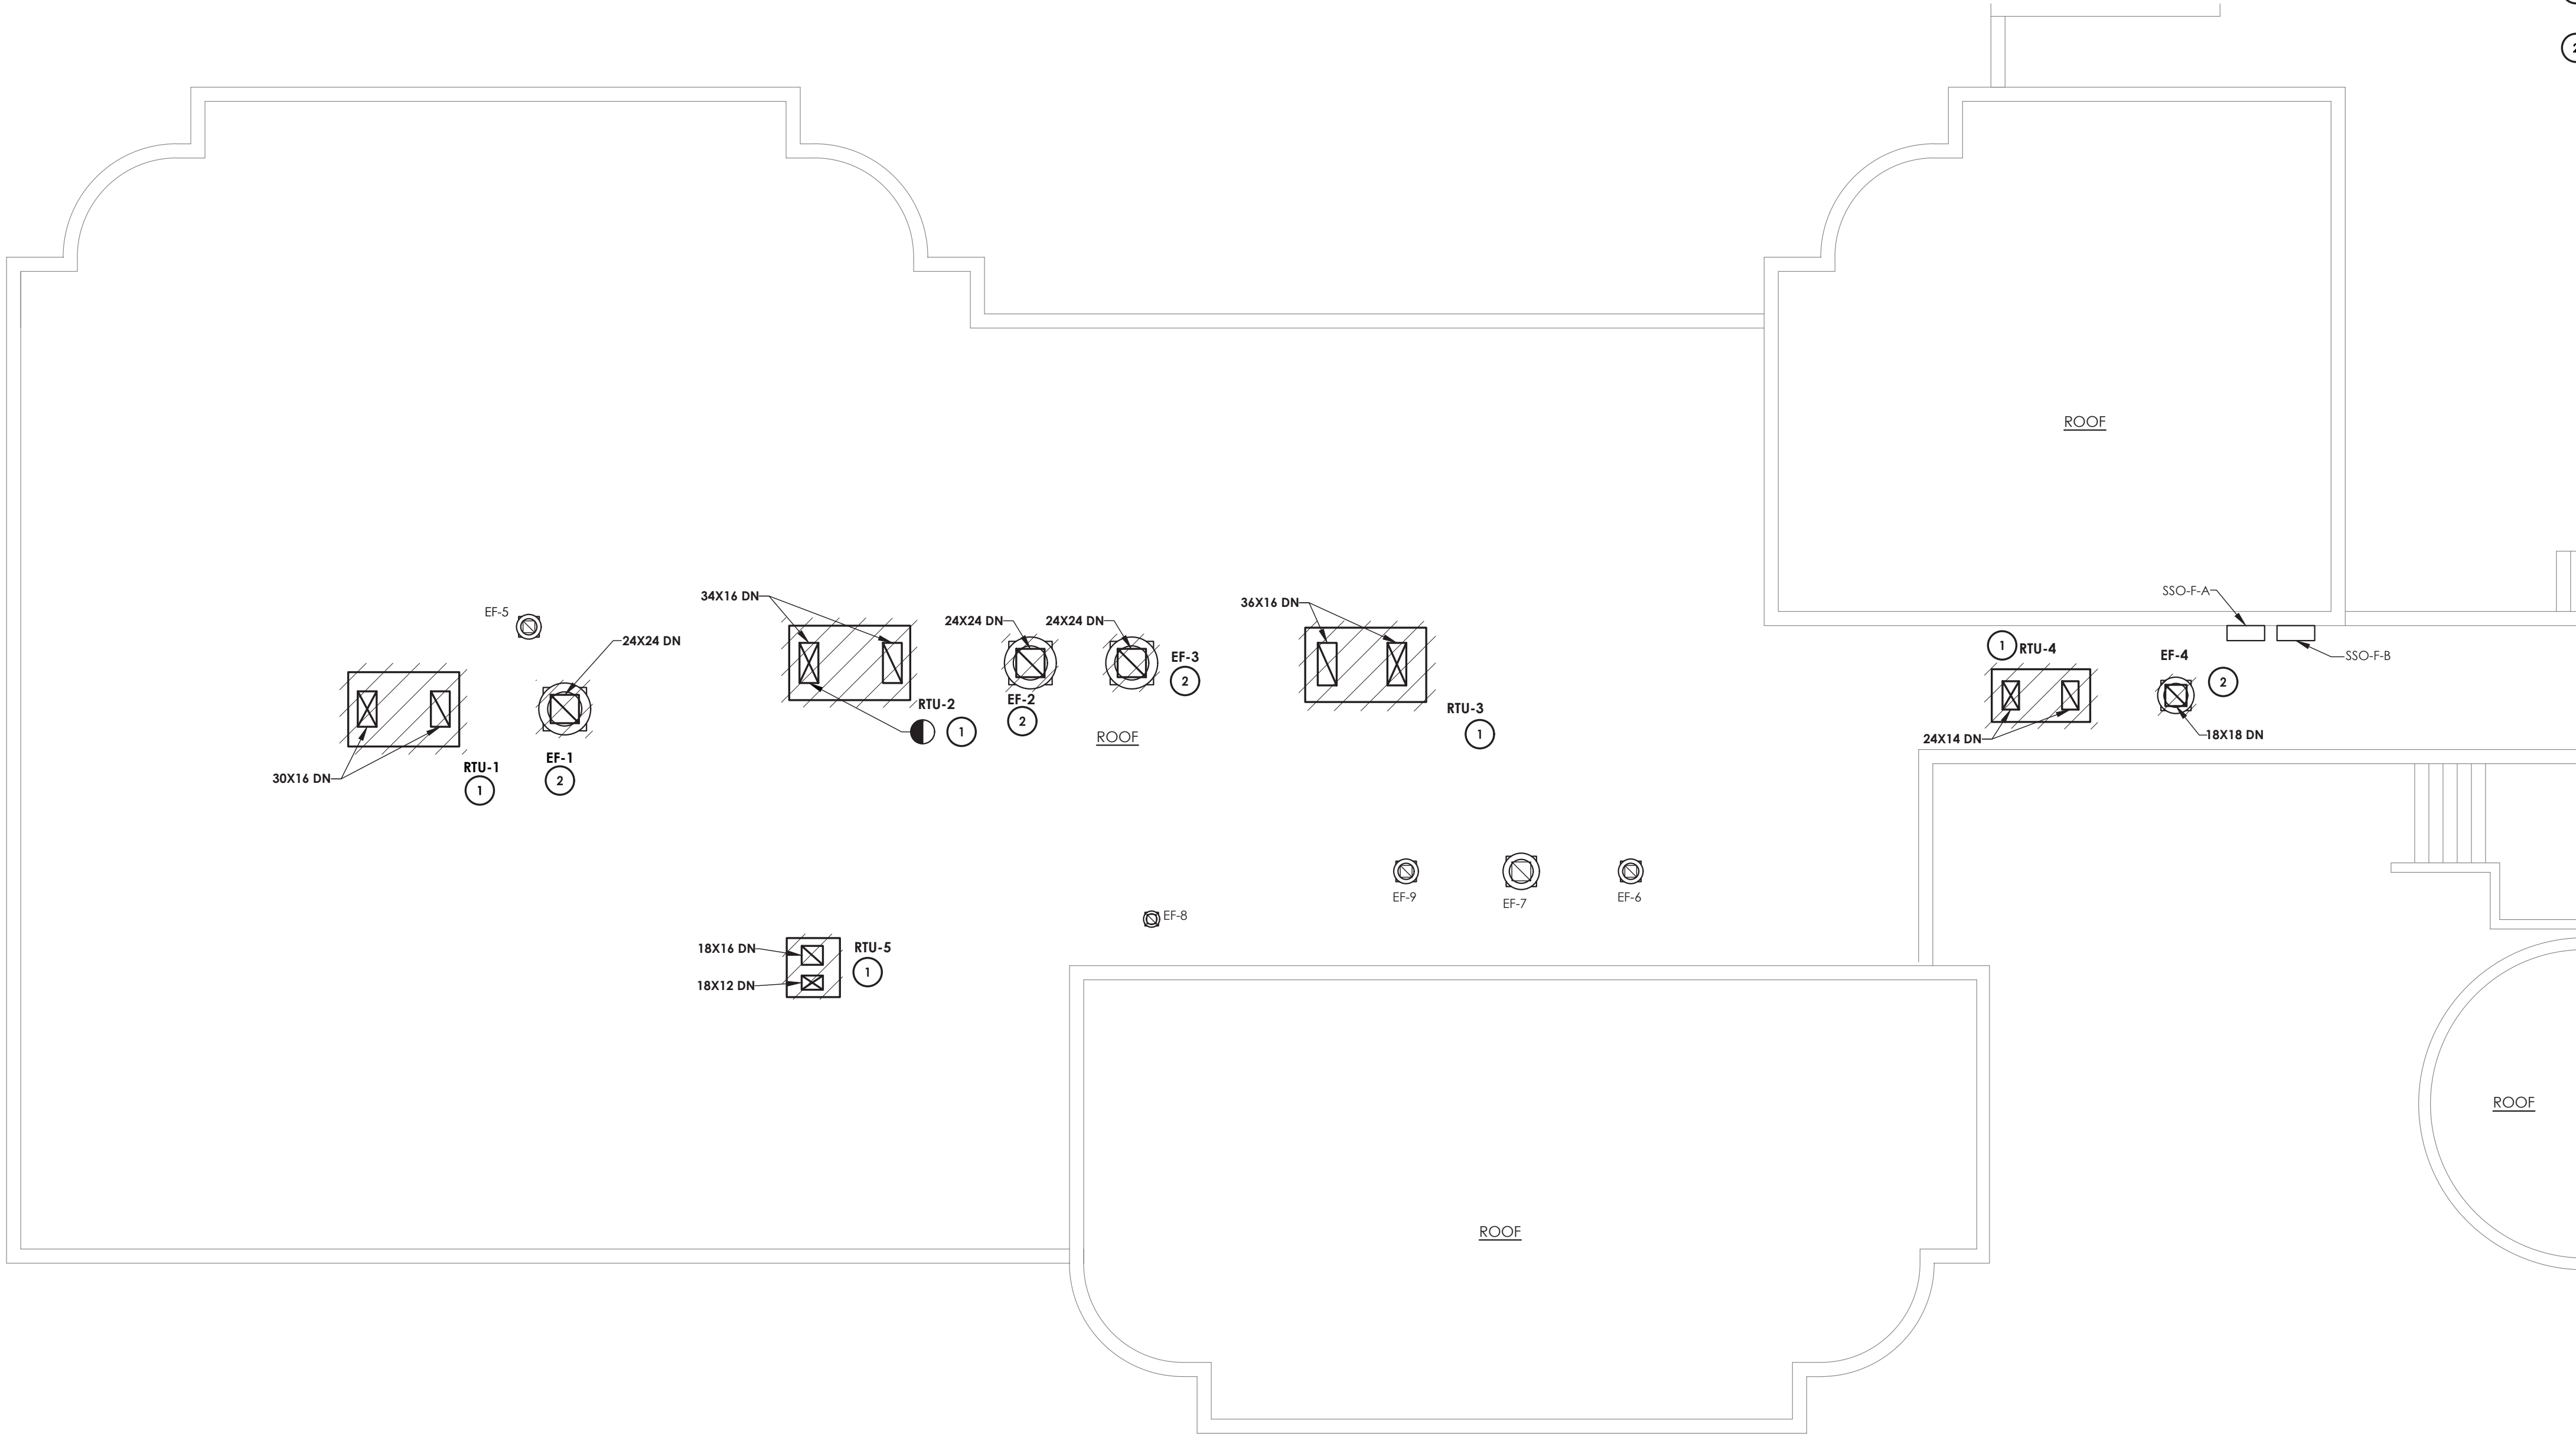 2
ROOF
SSO-F-A
34X16 DN
36X16 DN
EF-5
24X24 DN
24X24 DN
24X24 DN
1
RTU-4
EF-4
SSO-F-B
EF-3
2
2
EF-2
2
RTU-2
1
RTU-3
1
ROOF
24X14 DN
18X18 DN
EF-1
2
RTU-1
1
30X16 DN
EF-9
EF-7
EF-6
EF-8
18X16 DN
RTU-5
1
18X12 DN
ROOF
ROOF